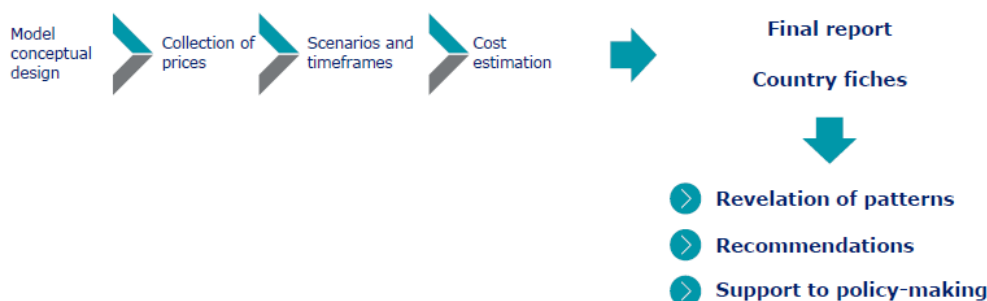 Model
conceptual
design
Collection of
prices
Scenarios and
timeframes
Cost
estimation
Final report
Country fiches
Revelation of patterns
Recommendations
Support to policy-making